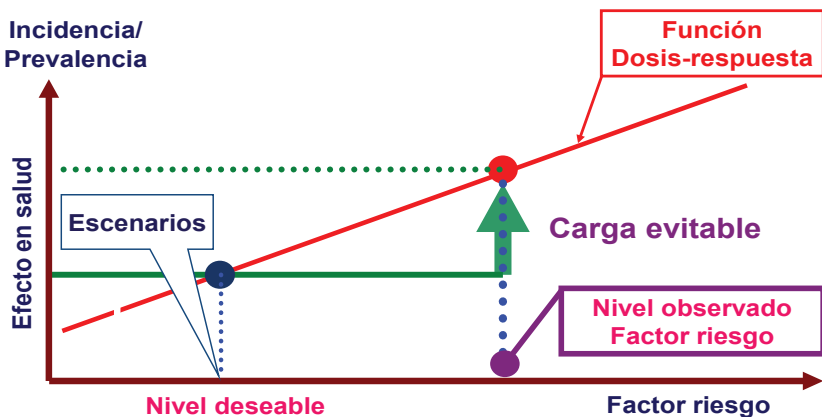 Incidencia/
Prevalencia
Función
Dosis-respuesta
Efecto en salud
Escenarios
Carga evitable
Nivel observado
Factor riesgo
Nivel deseable
Factor riesgo